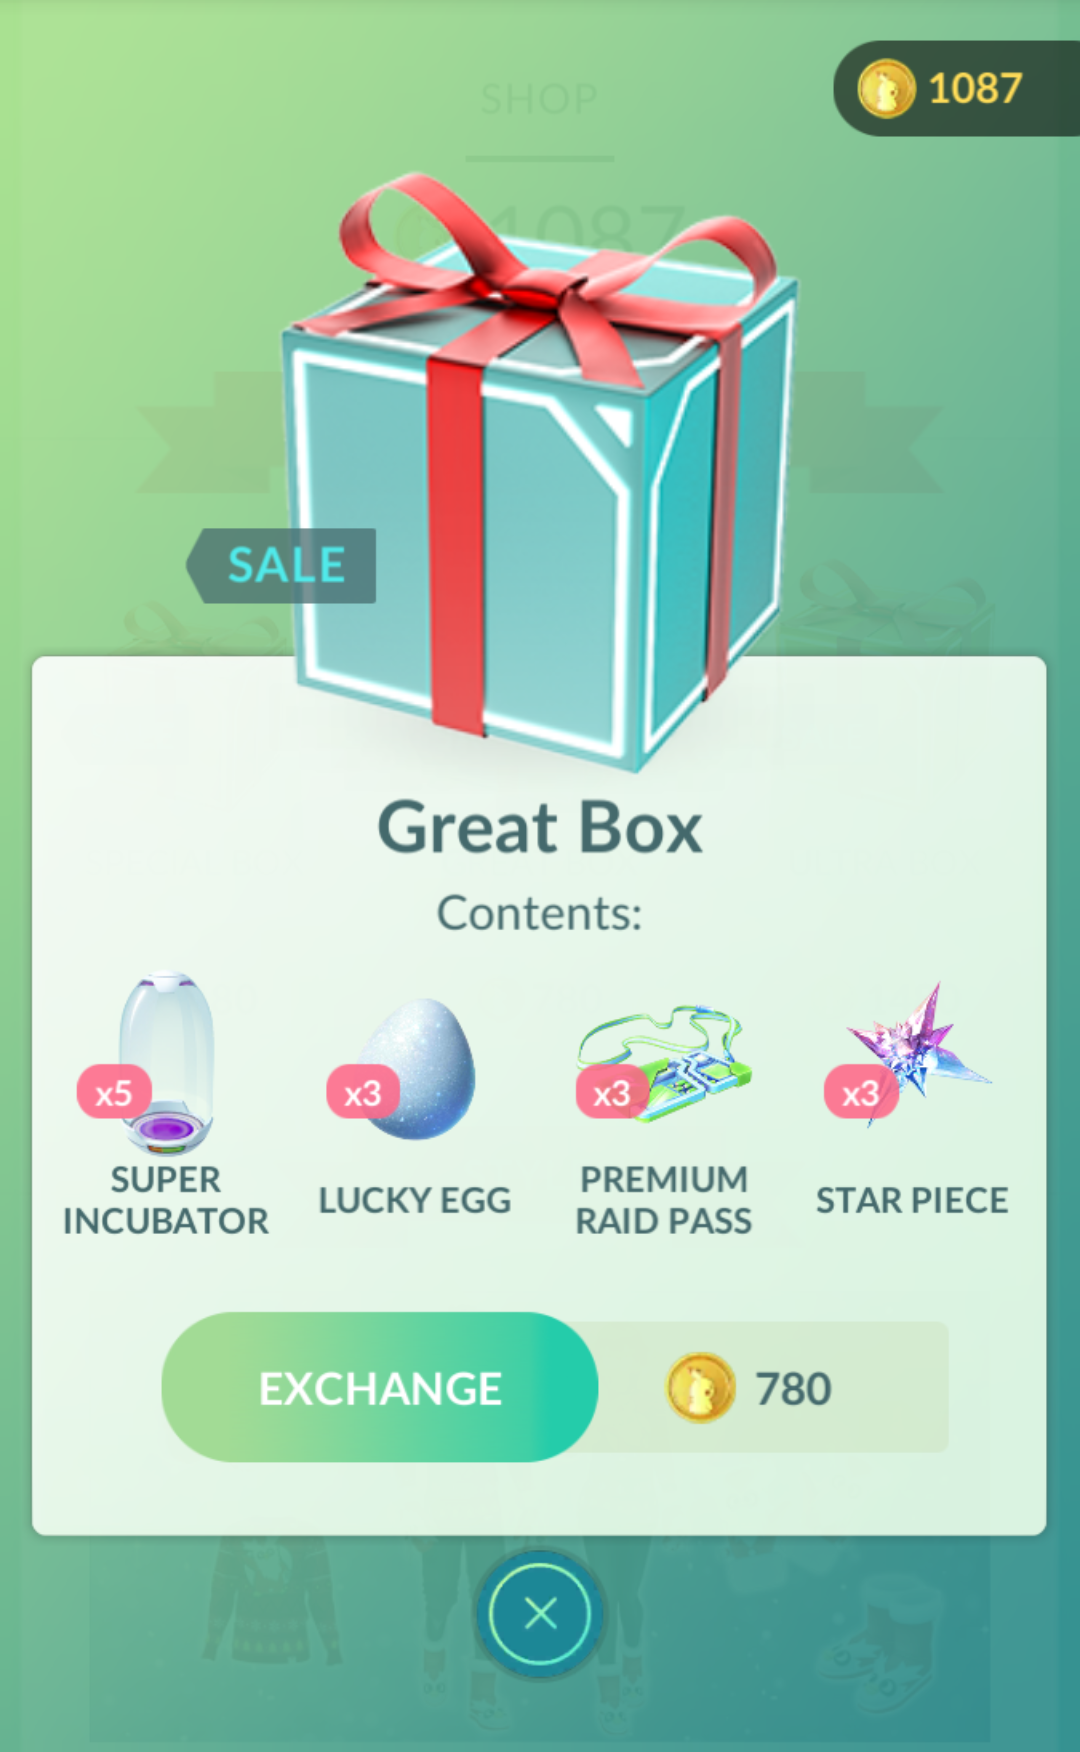 1087
SHOP
1087
SALE
Great Box
Contents:
x5
x3
x3
x3
SUPER
INCUBATOR
LUCKY EGG
PREMIUM
RAID PASS
STAR PIECE
EXCHANGE
780